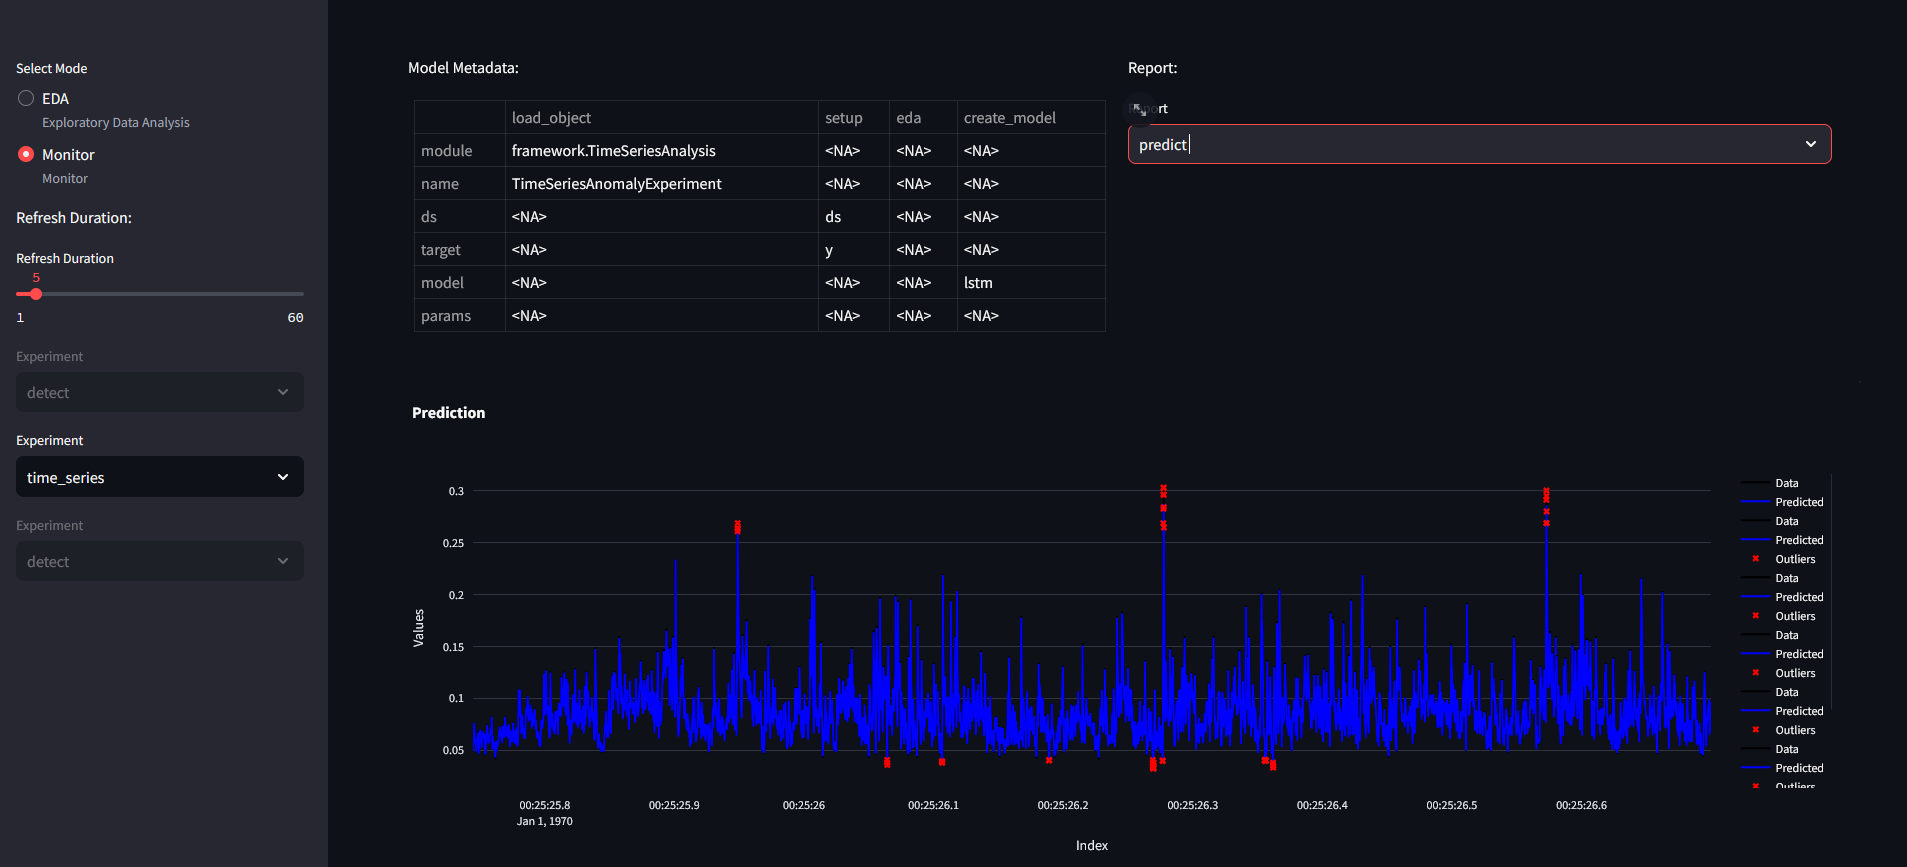 Select Mode
EDA
Exploratory Data Analysis
Monitor
Monitor
Refresh Duration:
Refresh Duration
5
1 60
Experiment
detect
Experiment
time_series
Experiment
detect
Model Metadata:
load_object setup eda create_model
module framework.TimeSeriesAnalysis <NA> <NA> <NA>
name TimeSeriesAnomalyExperiment <NA> <NA> <NA>
ds <NA> ds <NA> <NA>
target <NA> y <NA> <NA>
model <NA> <NA> <NA> lstm
params <NA> <NA> <NA> <NA>
Report:
Report
predict
Prediction
Values
0.3
0.25
0.2
0.15
0.1
0.05
00:25:25.8 00:25:25.9 00:25:26 00:25:26.1 00:25:26.2 00:25:26.3 00:25:26.4 00:25:26.5 00:25:26.6
Jan 1, 1970
Index
Data
Predicted
Data
Predicted
Outliers
Data
Predicted
Outliers
Data
Predicted
Outliers
Data
Predicted
Outliers
Data
Predicted
Outliers